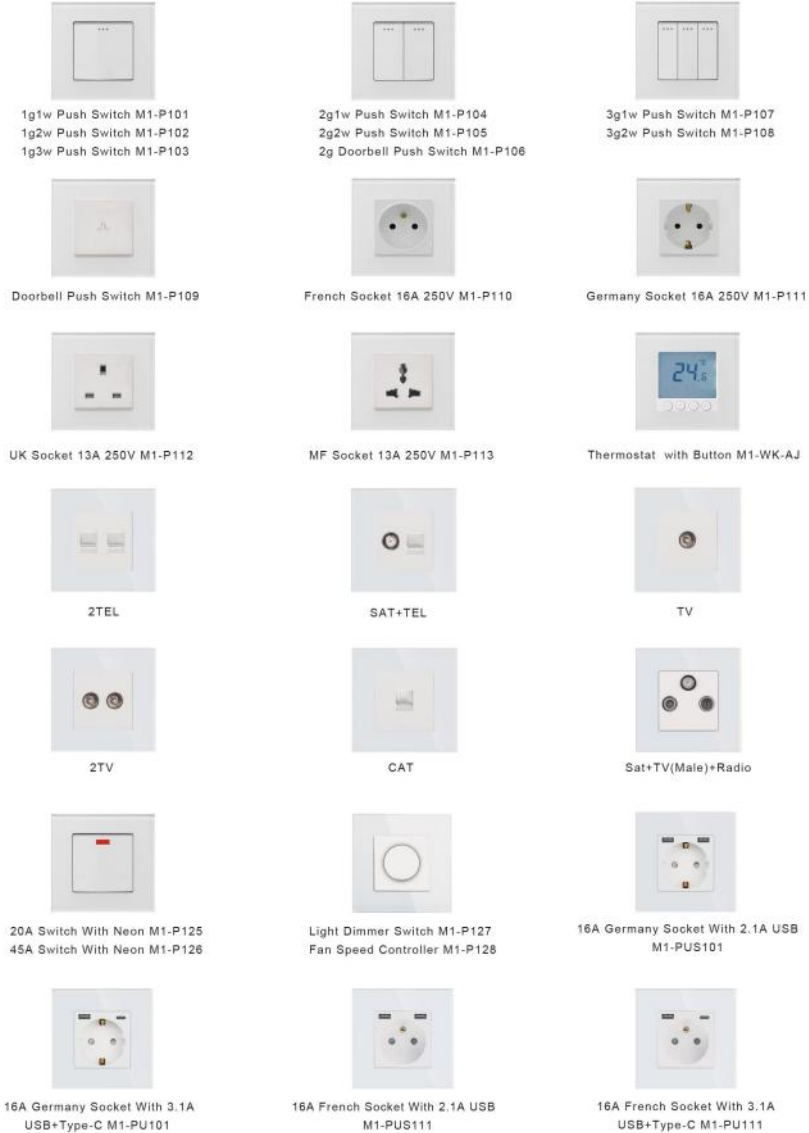 1g1w Push Switch M1-P101
1g2w Push Switch M1-P102
1g3w Push Switch M1-P103
2g1w Push Switch M1-P104
2g2w Push Switch M1-P105
2g Doorbell Push Switch M1-P106
3g1w Push Switch M1-P107
3g2w Push Switch M1-P108
Doorbell Push Switch M1-P109
French Socket 16A 250V M1-P110
Germany Socket 16A 250V M1-P111
24.5
°C
UK Socket 13A 250V M1-P112
MF Socket 13A 250V M1-P113
Thermostat with Button M1-WK-AJ
2TEL
SAT+TEL
TV
2TV
CAT
Sat+TV(Male)+Radio
20A Switch With Neon M1-P125
45A Switch With Neon M1-P126
Light Dimmer Switch M1-P127
Fan Speed Controller M1-P128
16A Germany Socket With 2.1A USB
M1-PUS101
16A Germany Socket With 3.1A
USB+Type-C M1-PU101
16A French Socket With 2.1A USB
M1-PUS111
16A French Socket With 3.1A
USB+Type-C M1-PU111